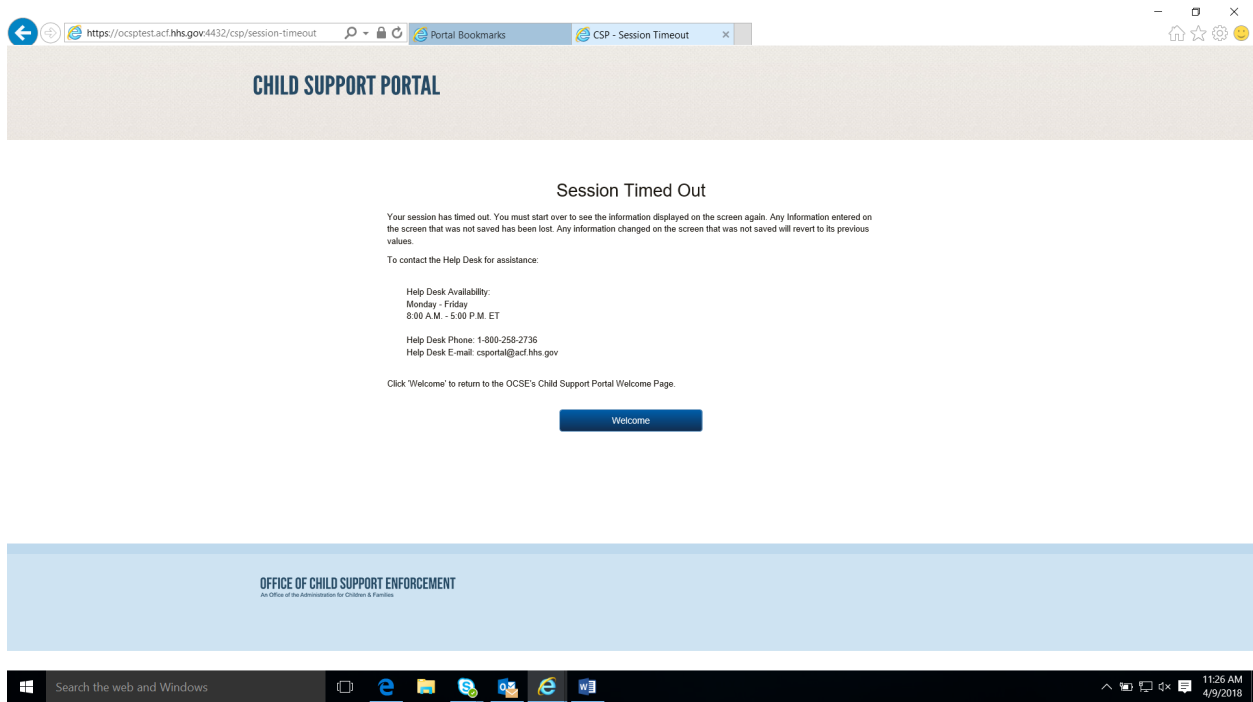 https://ocsptest.acf.hhs.gov:4432/csp/session-timeout
Portal Bookmarks
CSP - Session Timeout
CHILD SUPPORT PORTAL
Session Timed Out
Your session has timed out. You must start over to see the information displayed on the screen again. Any Information entered on
the screen that was not saved has been lost. Any information changed on the screen that was not saved will revert to its previous
values.
To contact the Help Desk for assistance:
Help Desk Availability:
Monday - Friday
8:00 A.M. - 5:00 P.M. ET
Help Desk Phone: 1-800-258-2736
Help Desk E-mail: csportal@acf.hhs.gov
Click 'Welcome' to return to the OCSE's Child Support Portal Welcome Page.
Welcome
OFFICE OF CHILD SUPPORT ENFORCEMENT
An Office of the Administration for Children & Families
Search the web and Windows
11:26 AM
4/9/2018